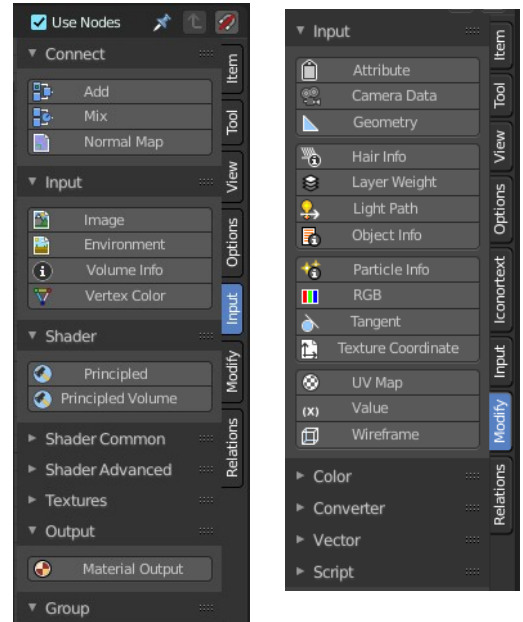 Use Nodes
Connect
Add
Mix
Normal Map
Input
Image
Environment
Volume Info
Vertex Color
Shader
Principled
Principled Volume
Shader Common
Shader Advanced
Textures
Output
Material Output
Group
Item
Tool
View
Options
Input
Modify
Relations
Input
Attribute
Camera Data
Geometry
Hair Info
Layer Weight
Light Path
Object Info
Particle Info
RGB
Tangent
Texture Coordinate
UV Map
(x) Value
Wireframe
Color
Converter
Vector
Script
Item
Tool
View
Options
Iconortext
Input
Modify
Relations